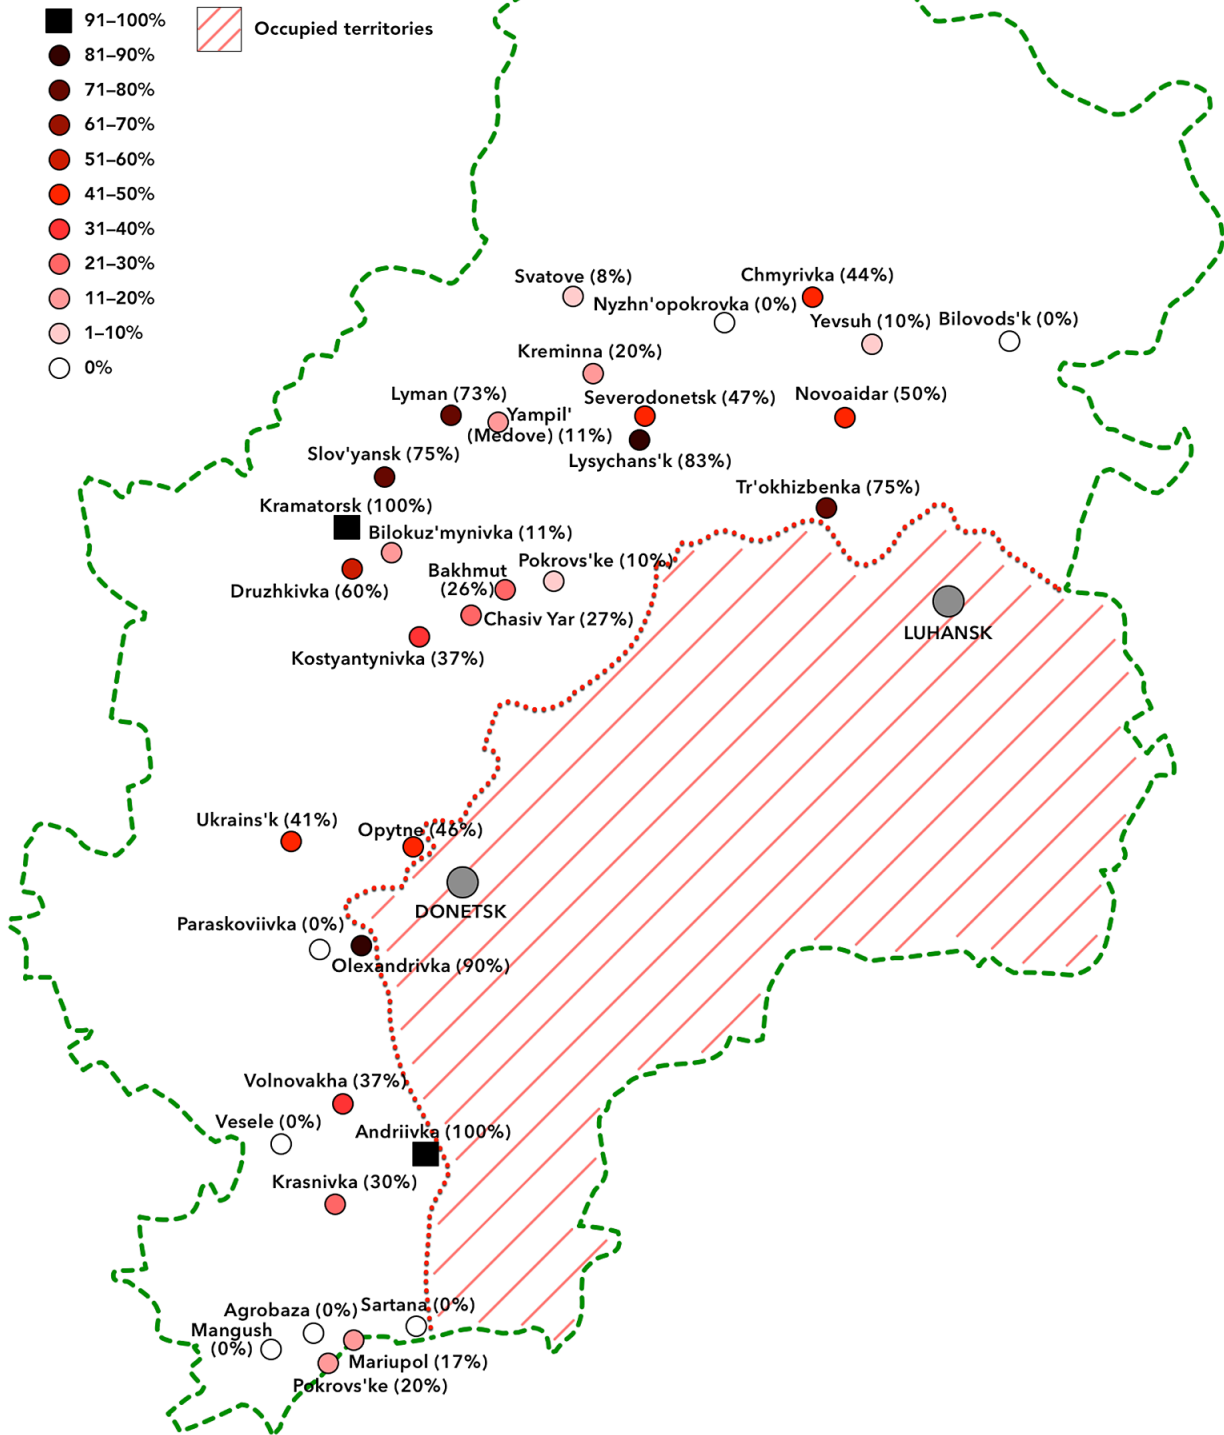 91–100%
Occupied territories
81–90%
71–80%
61–70%
51–60%
41–50%
31–40%
21–30%
11–20%
1–10%
0%
Svatove (8%)
Chmyrivka (44%)
Nyzhn'opokrovka (0%)
Yevsuh (10%)
Bilovods'k (0%)
Kreminna (20%)
Lyman (73%)
Severodonetsk (47%)
Novoaidar (50%)
Yampil'
(Medove) (11%)
Slov'yansk (75%)
Lysychans'k (83%)
Tr'okhizbenka (75%)
Kramatorsk (100%)
Bilokuz'mynivka (11%)
Pokrovs'ke (10%)
Bakhmut
(26%)
Druzhkivka (60%)
Chasiv Yar (27%)
LUHANSK
Kostyantynivka (37%)
Ukrains'k (41%)
Opytne (46%)
DONETSK
Paraskoviivka (0%)
Olexandrivka (90%)
Volnovakha (37%)
Vesele (0%)
Andriivka (100%)
Krasnivka (30%)
Sartana (0%)
Agrobaza (0%)
Mangush
(0%)
Mariupol (17%)
Pokrovs'ke (20%)